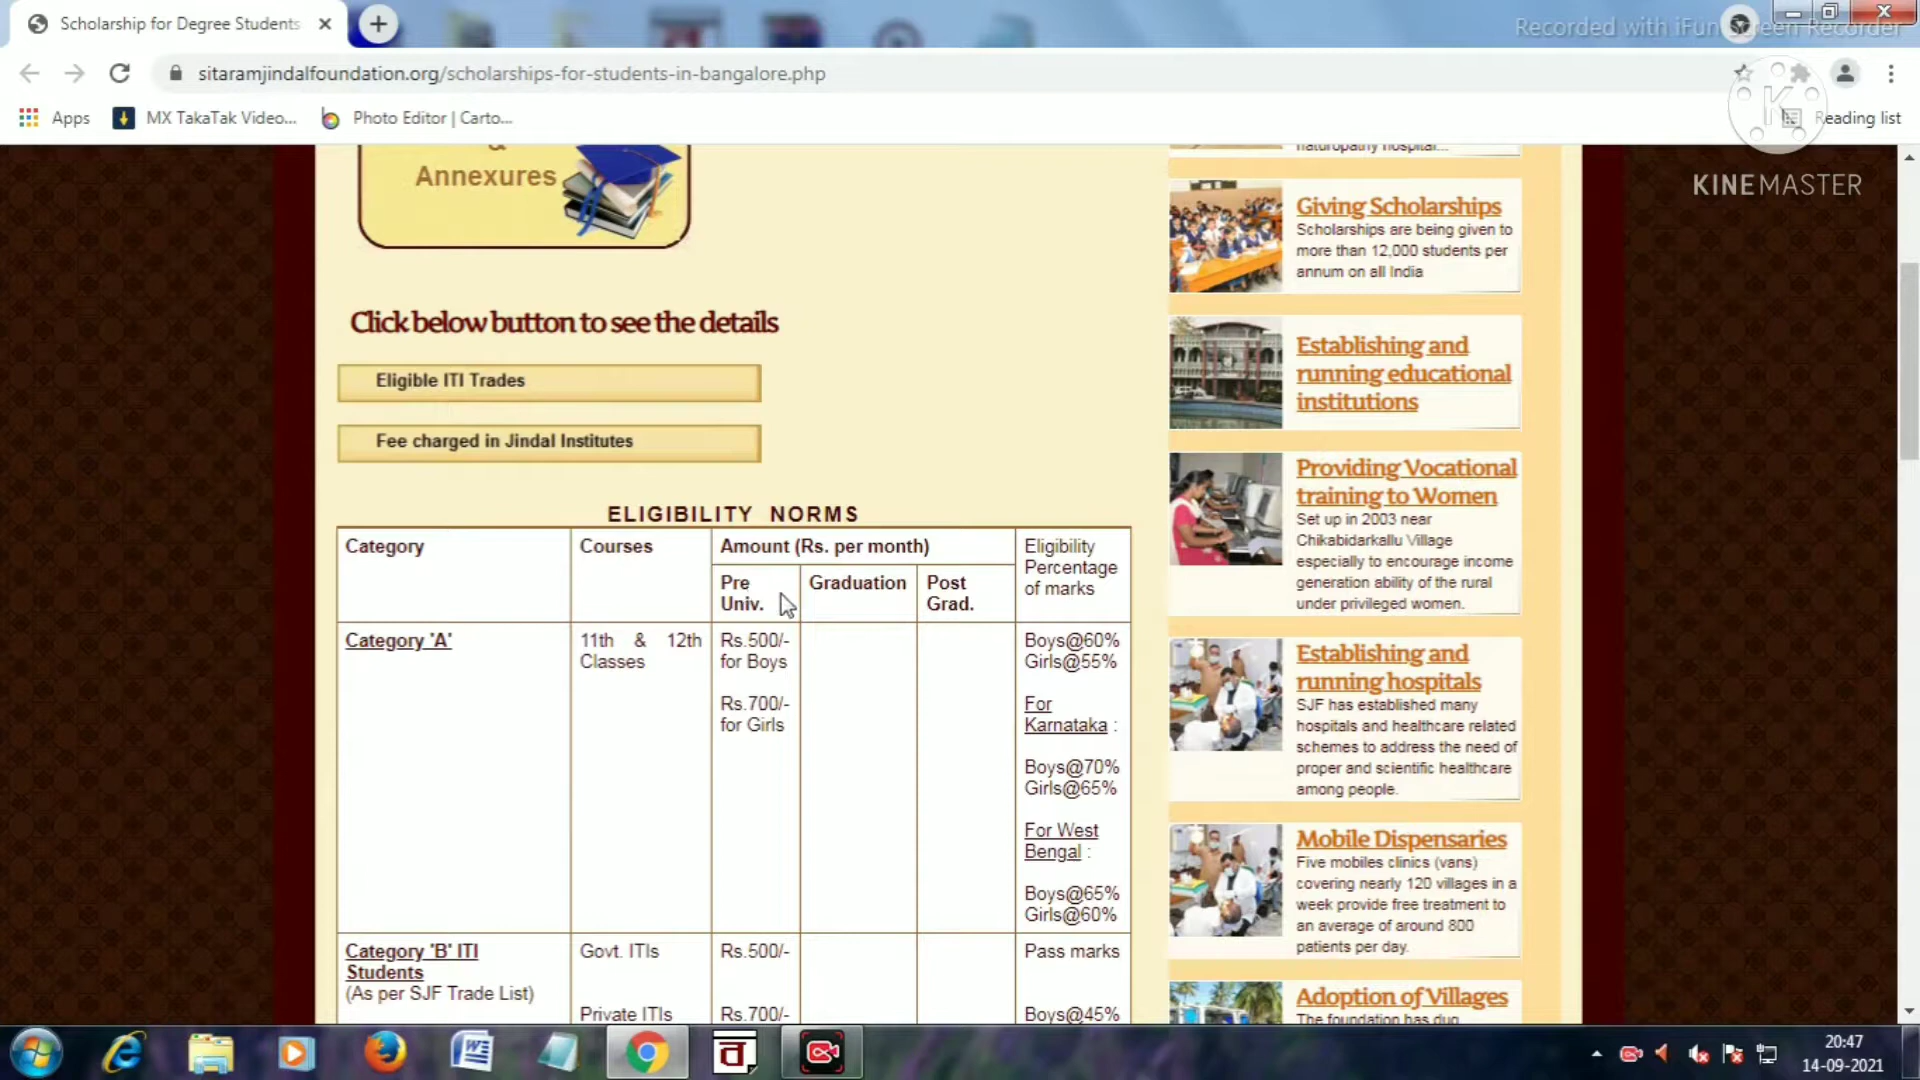 Scholarship for Degree Students
Recorded with iFun Screen Recorder
sitaramjindalfoundation.org/scholarships-for-students-in-bangalore.php
Apps
MX TakaTak Video...
Photo Editor | Carto...
Reading list
K
KINEMASTER
&
Annexures
Click below button to see the details
Eligible ITI Trades
Fee charged in Jindal Institutes
ELIGIBILITY NORMS
Category
Courses
Amount (Rs. per month)
Eligibility
Percentage
of marks
Pre
Univ.
Graduation
Post
Grad.
Category 'A'
11th & 12th
Classes
Rs.500/-
for Boys
Rs.700/-
for Girls
Boys@60%
Girls@55%
For
Karnataka :
Boys@70%
Girls@65%
For West
Bengal :
Boys@65%
Girls@60%
Category 'B' ITI
Students
(As per SJF Trade List)
Govt. ITIs
Rs.500/-
Pass marks
Private ITIs
Rs.700/-
Boys@45%
naturopathy hospital...
Giving Scholarships
Scholarships are being given to
more than 12,000 students per
annum on all India
Establishing and
running educational
institutions
Providing Vocational
training to Women
Set up in 2003 near
Chikabidarkallu Village
especially to encourage income
generation ability of the rural
under privileged women.
Establishing and
running hospitals
SJF has established many
hospitals and healthcare related
schemes to address the need of
proper and scientific healthcare
among people.
Mobile Dispensaries
Five mobiles clinics (vans)
covering nearly 120 villages in a
week provide free treatment to
an average of around 800
patients per day.
Adoption of Villages
The foundation has dug
20:47
14-09-2021